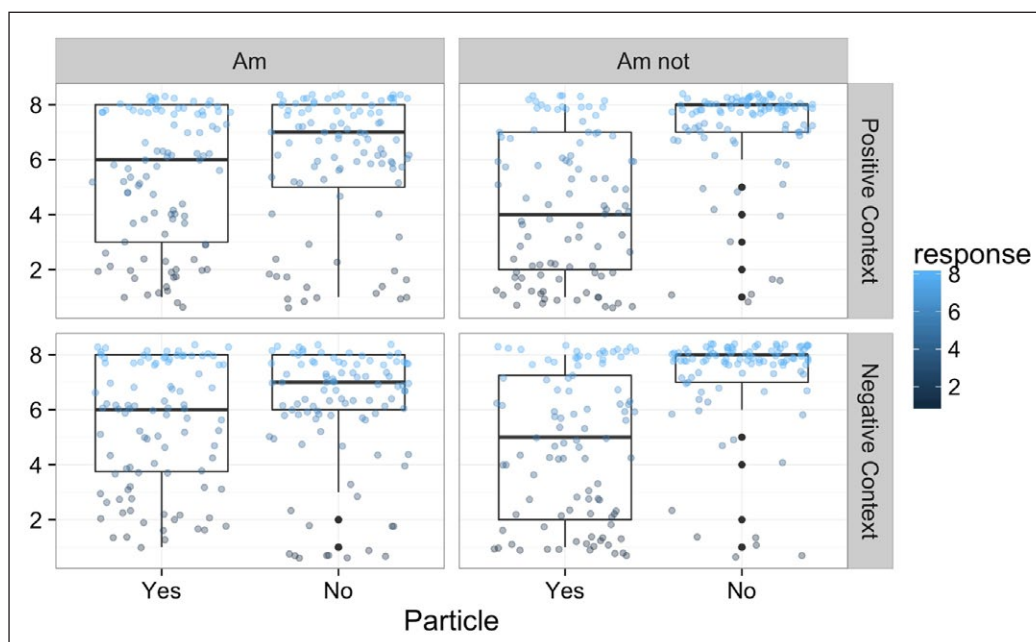 Am
Am not
8
6
4
2
Positive Context
8
6
4
2
Negative Context
Yes
No
Yes
No
Particle
response
8
6
4
2